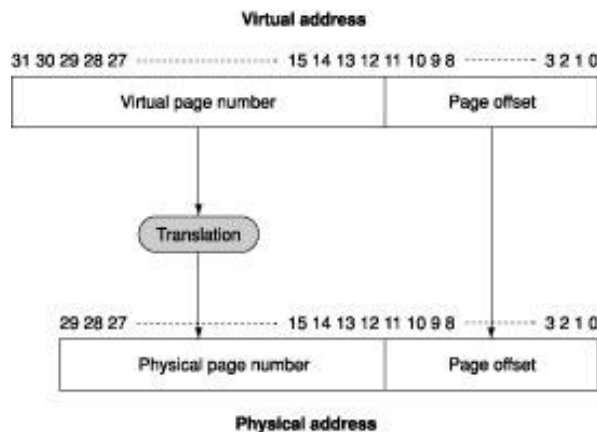 Virtual address
31 30 29 28 27 15 14 13 12 11 10 9 8 3 2 1 0
Virtual page number Page offset
Translation
29 28 27 15 14 13 12 11 10 9 8 3 2 1 0
Physical page number Page offset
Physical address